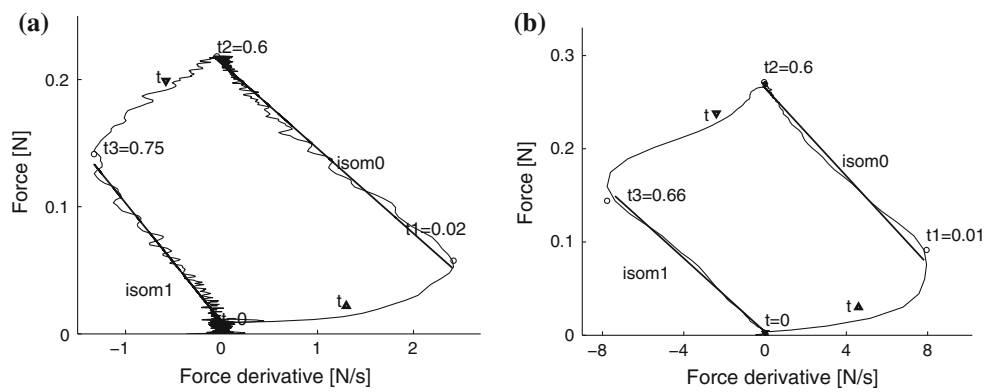 (a)
Force [N]
0.2
0.1
0
t2=0.6
t
t3=0.75
isom0
t1=0.02
isom1
t
t=0
−1 0 1 2
Force derivative [N/s]
(b)
Force [N]
0.3
0.2
0.1
0
t2=0.6
t
isom0
t3=0.66
t1=0.01
isom1
t
t=0
−8 −4 0 4 8
Force derivative [N/s]